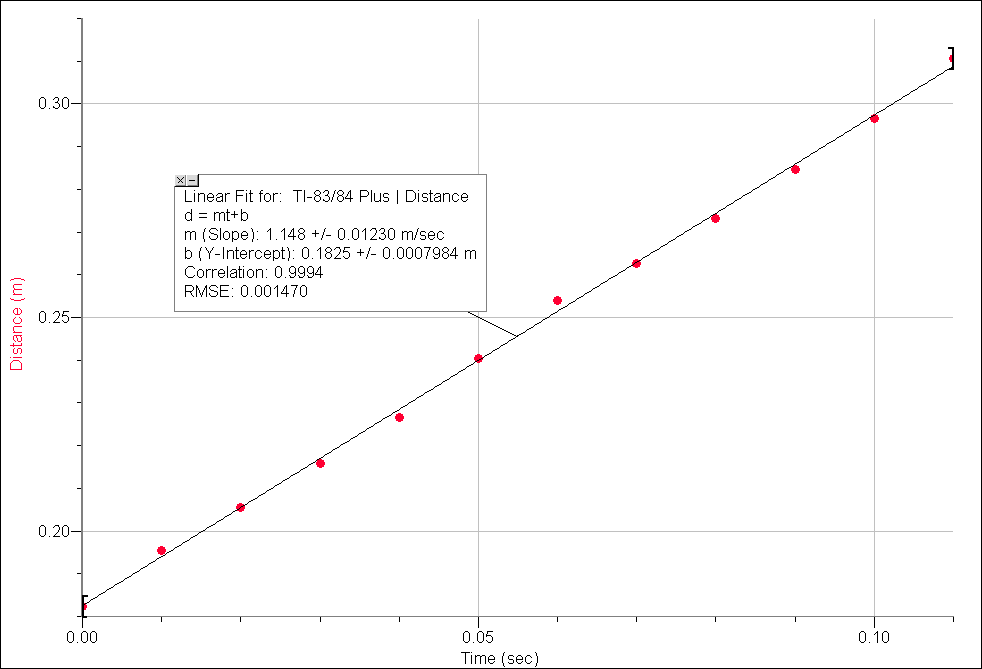 0.30
Linear Fit for: TI-83/84 Plus | Distance
d = mt+b
m (Slope): 1.148 +/- 0.01230 m/sec
b (Y-Intercept): 0.1825 +/- 0.0007984 m
Correlation: 0.9994
RMSE: 0.001470
Distance (m)
0.25
0.20
0.00 0.05 0.10
Time (sec)